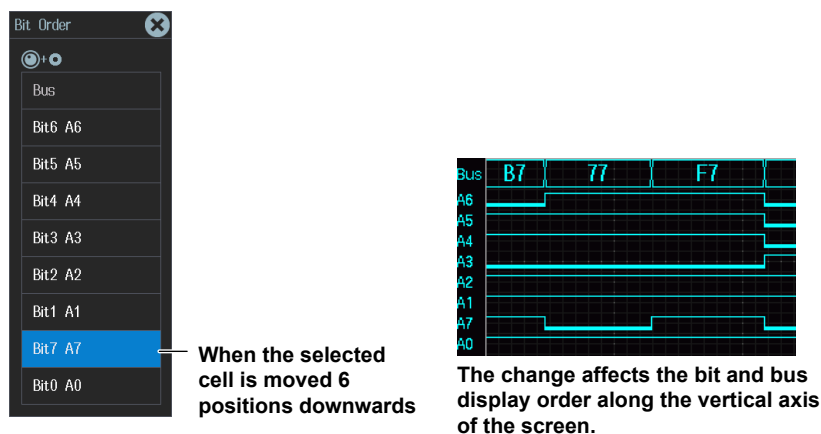 Bit Order
+
Bus
Bit6 A6
Bit5 A5
Bit4 A4
Bit3 A3
Bit2 A2
Bit1 A1
Bit7 A7
Bit0 A0
When the selected
cell is moved 6
positions downwards
Bus B7 77 F7
A6
A5
A4
A3
A2
A1
A7
A0
The change affects the bit and bus
display order along the vertical axis
of the screen.